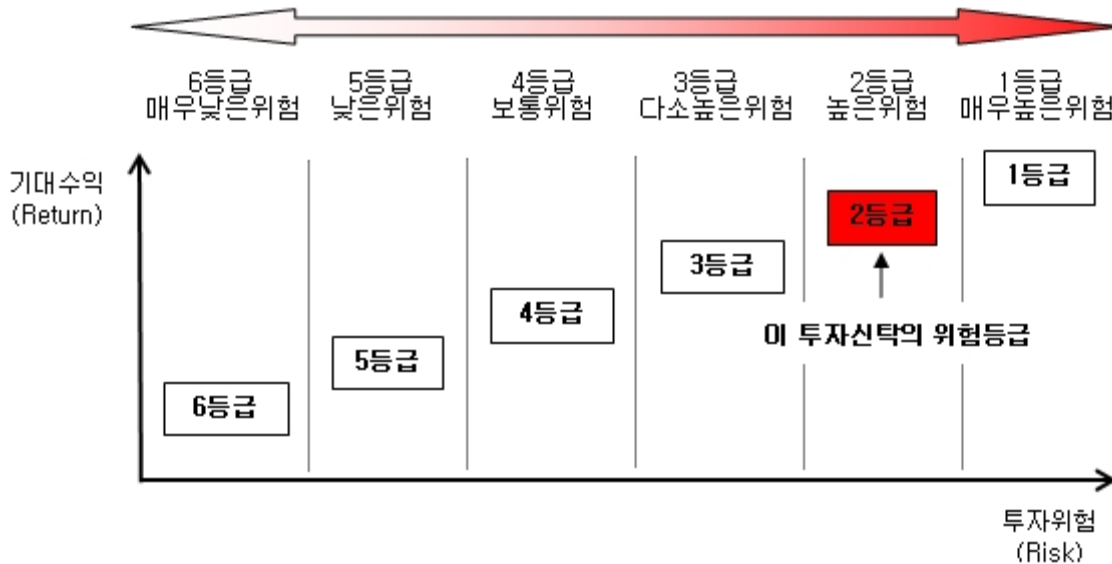 6등급
매우낮은위험
5등급
낮은위험
4등급
보통위험
3등급
다소높은위험
2등급
높은위험
1등급
매우높은위험
기대수익
(Return)
1등급
2등급
3등급
4등급
이 투자신탁의 위험등급
5등급
6등급
투자위험
(Risk)